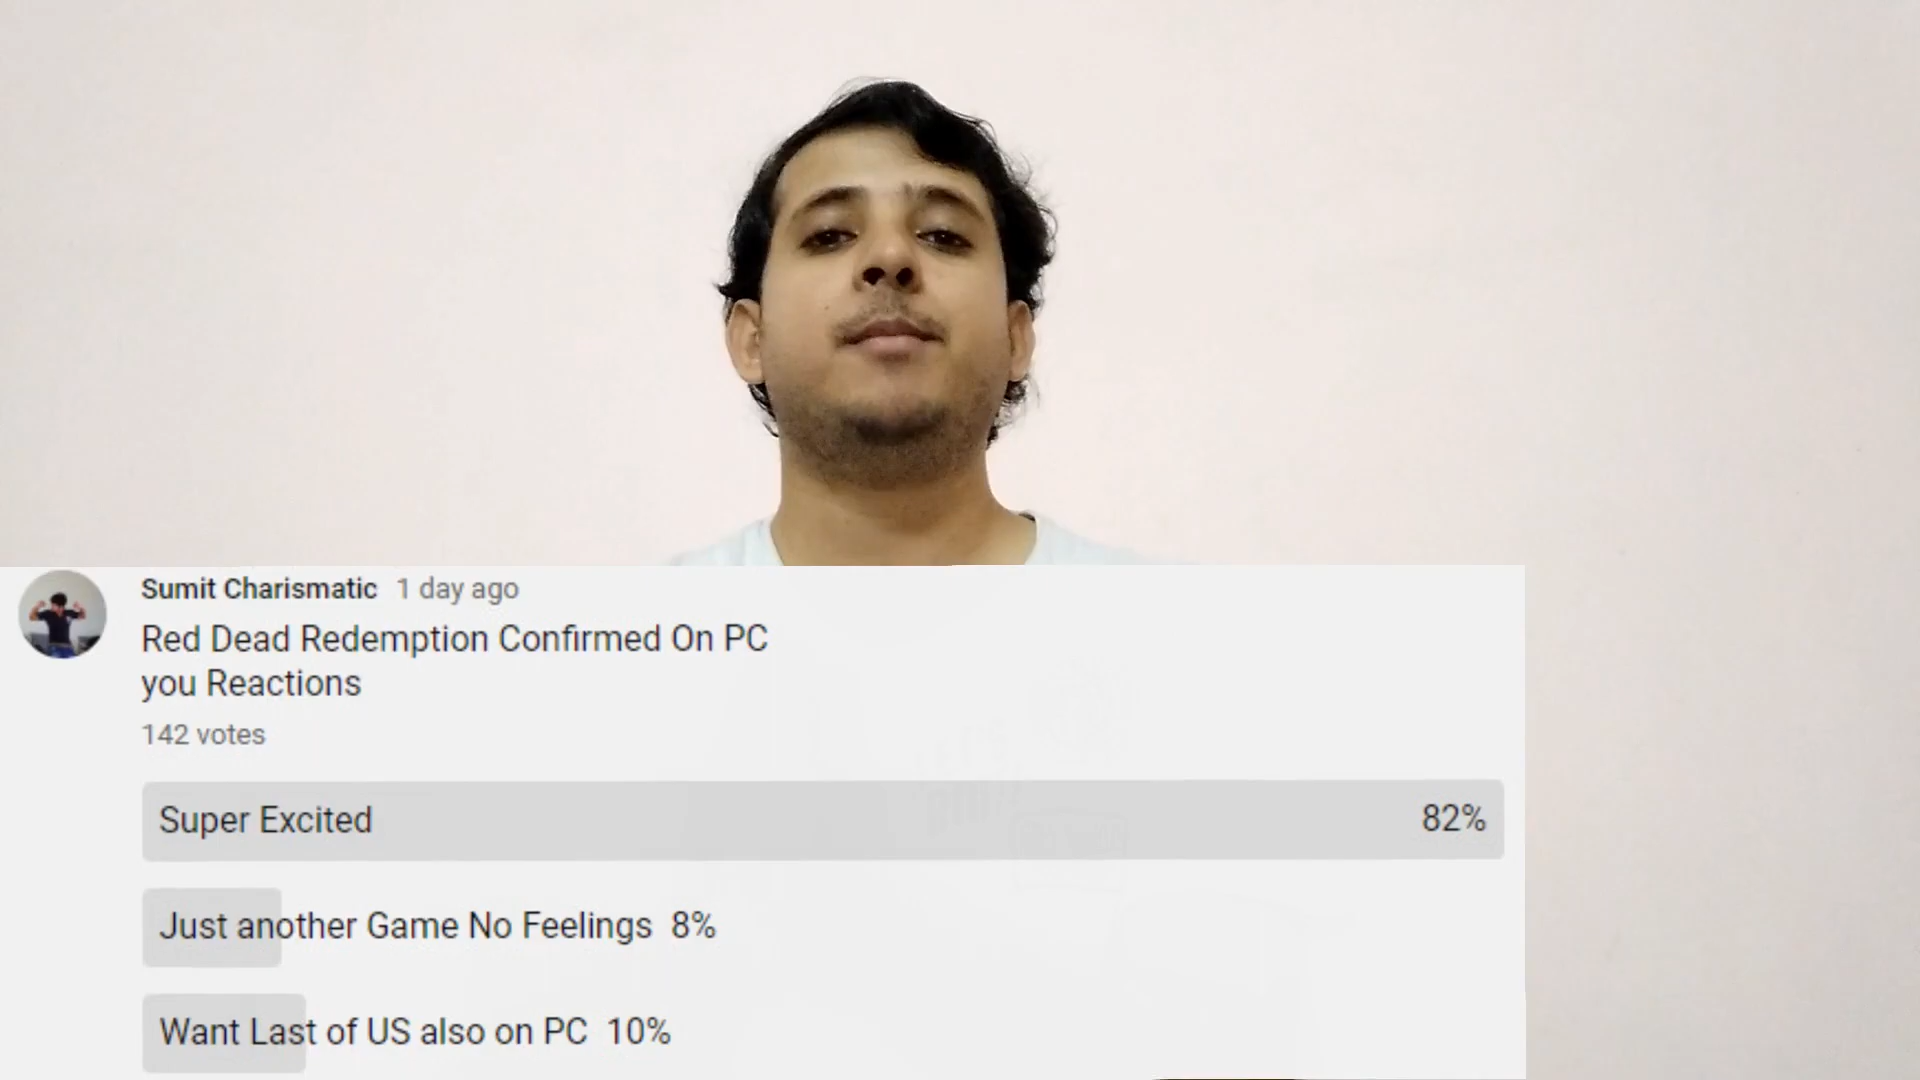 Sumit Charismatic 1 day ago
Red Dead Redemption Confirmed On PC
you Reactions
142 votes
Super Excited 82%
Just another Game No Feelings 8%
Want Last of US also on PC 10%